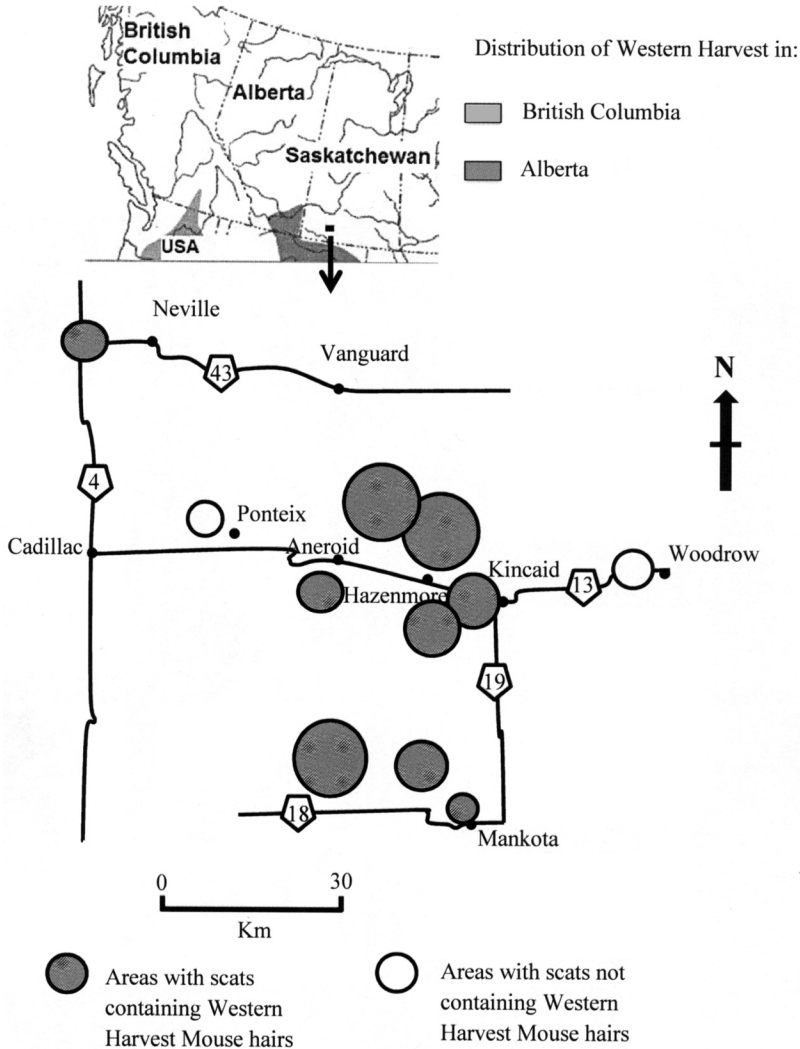 British
Columbia
Alberta
Saskatchewan
USA
Distribution of Western Harvest in:
British Columbia
Alberta
Neville
43
Vanguard
N
4
Ponteix
Cadillac
Aneroid
Kincaid
Woodrow
13
Hazenmore
19
18
Mankota
0 30
Km
Areas with scats
containing Western
Harvest Mouse hairs
Areas with scats not
containing Western
Harvest Mouse hairs